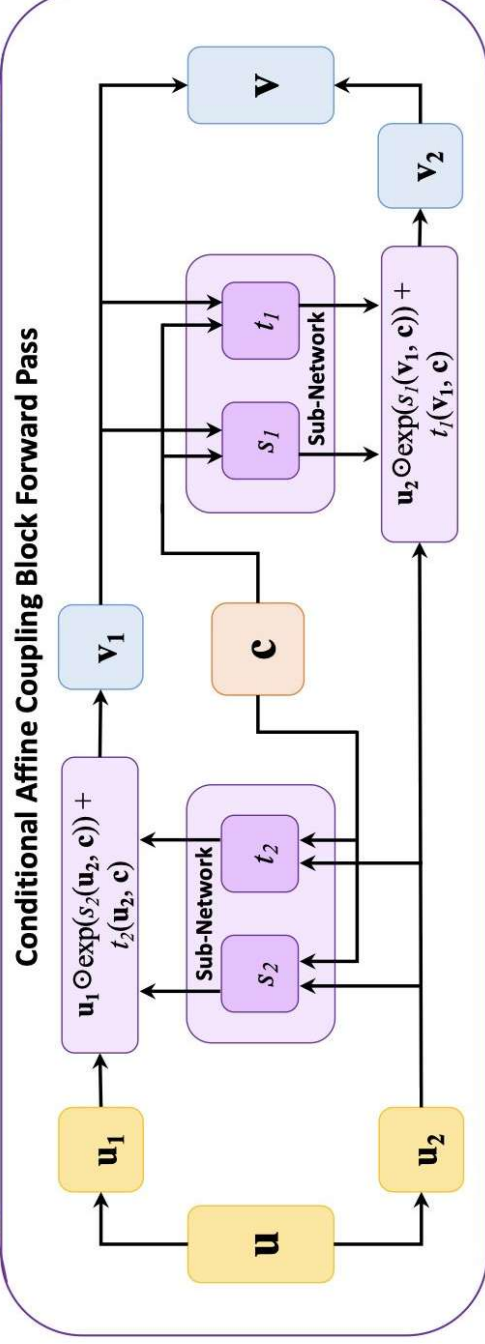 Conditional Affine Coupling Block Forward Pass
u
u₁
u₂
u₁⊙exp(s₂(u₂, c)) +
t₂(u₂, c)
Sub-Network
s₂
t₂
v₁
c
s₁
t₁
Sub-Network
u₂⊙exp(s₁(v₁, c)) +
t₁(v₁, c)
v₂
v